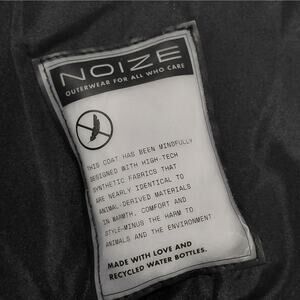 NOIZE
OUTERWEAR FOR ALL WHO CARE
THIS COAT HAS BEEN MINDFULLY
DESIGNED WITH HIGH-TECH
SYNTHETIC FABRICS THAT
ARE NEARLY IDENTICAL TO
ANIMAL-DERIVED MATERIALS
IN WARMTH, COMFORT AND
STYLE-MINUS THE HARM TO
ANIMALS AND THE ENVIRONMENT.
MADE WITH LOVE AND
RECYCLED WATER BOTTLES.